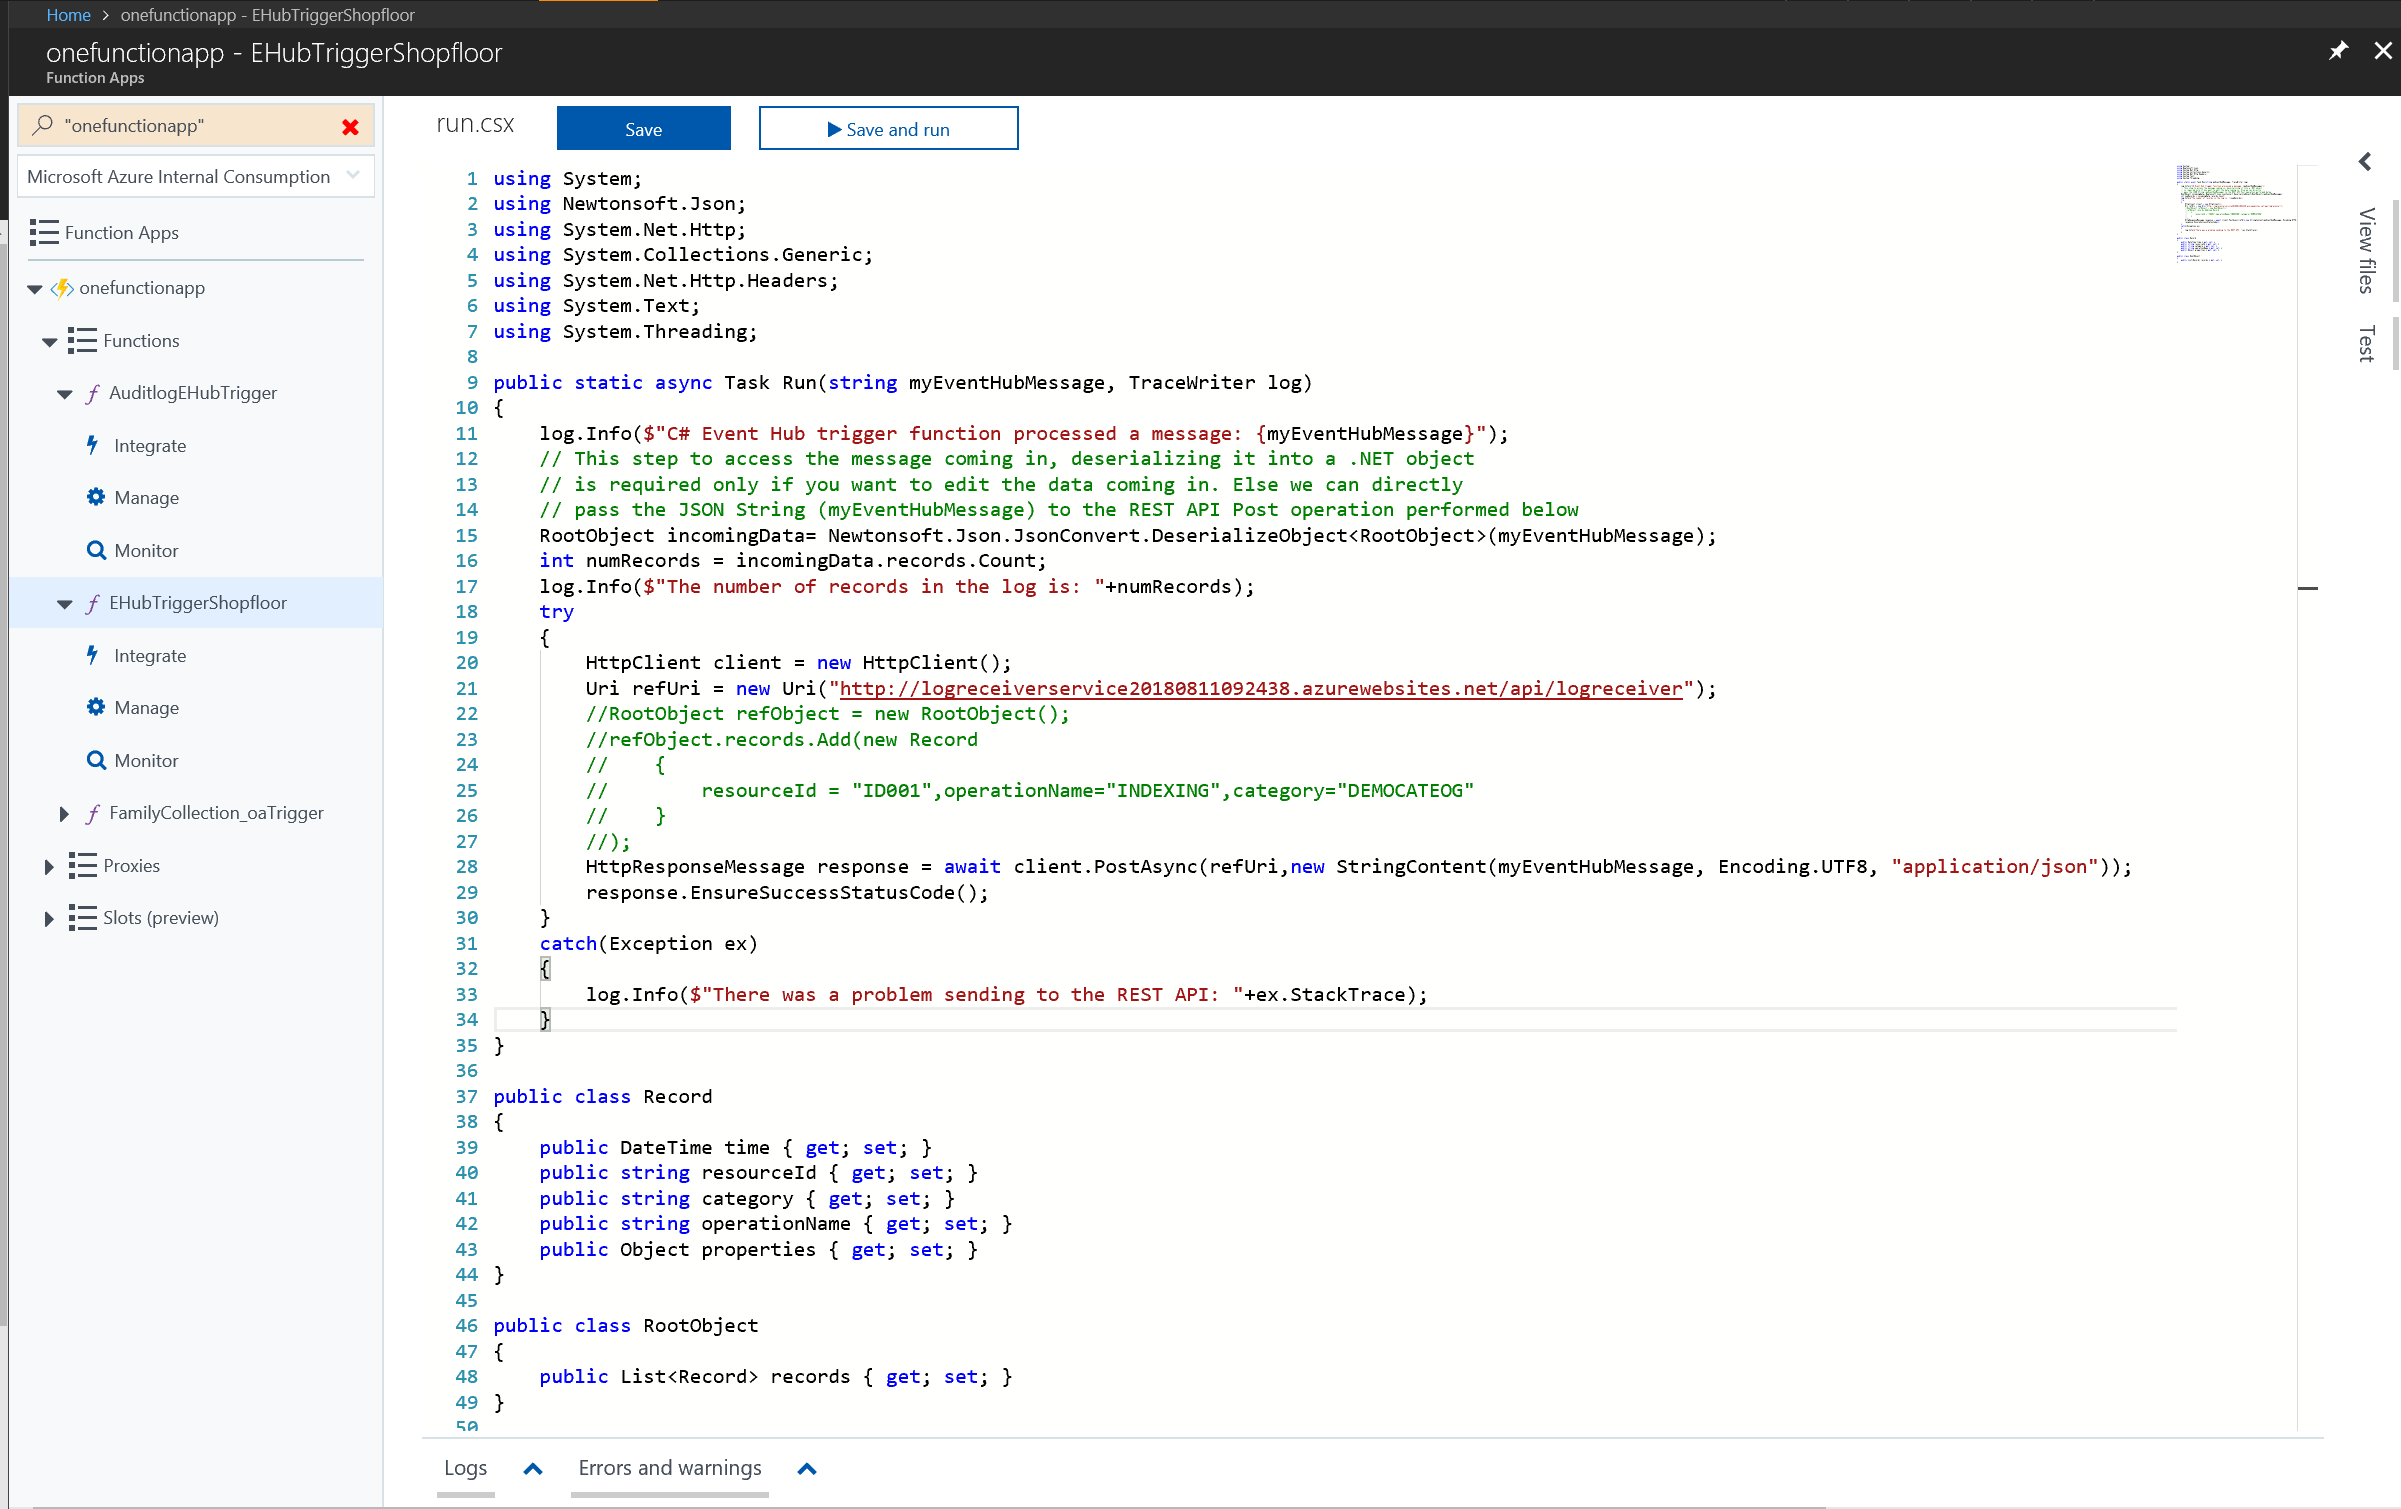 Home > onefunctionapp - EHubTriggerShopfloor
onefunctionapp - EHubTriggerShopfloor
Function Apps
"onefunctionapp"
Microsoft Azure Internal Consumption
Function Apps
onefunctionapp
Functions
AuditlogEHubTrigger
Integrate
Manage
Monitor
EHubTriggerShopfloor
Integrate
Manage
Monitor
FamilyCollection_oaTrigger
Proxies
Slots (preview)
run.csx
Save
Save and run
1 using System;
2 using Newtonsoft.Json;
3 using System.Net.Http;
4 using System.Collections.Generic;
5 using System.Net.Http.Headers;
6 using System.Text;
7 using System.Threading;
8
9 public static async Task Run(string myEventHubMessage, TraceWriter log)
10 {
11     log.Info($"C# Event Hub trigger function processed a message: {myEventHubMessage}");
12     // This step to access the message coming in, deserializing it into a .NET object
13     // is required only if you want to edit the data coming in. Else we can directly
14     // pass the JSON String (myEventHubMessage) to the REST API Post operation performed below
15     RootObject incomingData= Newtonsoft.Json.JsonConvert.DeserializeObject<RootObject>(myEventHubMessage);
16     int numRecords = incomingData.records.Count;
17     log.Info($"The number of records in the log is: "+numRecords);
18     try
19     {
20         HttpClient client = new HttpClient();
21         Uri refUri = new Uri("http://logreceiverservice20180811092438.azurewebsites.net/api/logreceiver");
22         //RootObject refObject = new RootObject();
23         //refObject.records.Add(new Record
24         //    {
25         //        resourceId = "ID001",operationName="INDEXING",category="DEMOCATEOG"
26         //    }
27         //);
28         HttpResponseMessage response = await client.PostAsync(refUri,new StringContent(myEventHubMessage, Encoding.UTF8, "application/json"));
29         response.EnsureSuccessStatusCode();
30     }
31     catch(Exception ex)
32     {
33         log.Info($"There was a problem sending to the REST API: "+ex.StackTrace);
34     }
35 }
36
37 public class Record
38 {
39     public DateTime time { get; set; }
40     public string resourceId { get; set; }
41     public string category { get; set; }
42     public string operationName { get; set; }
43     public Object properties { get; set; }
44 }
45
46 public class RootObject
47 {
48     public List<Record> records { get; set; }
49 }
50
View files
Test
Logs
Errors and warnings